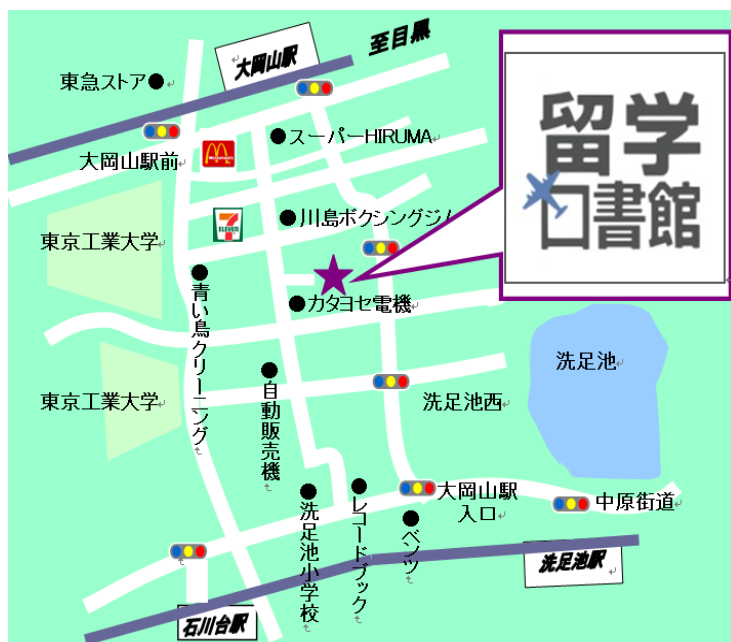 大岡山駅
至目黒
東急ストア
大岡山駅前
McDonald's
スーパーHIRUMA
留学
書館
東京工業大学
7
ELEVEN
川島ボクシングジム
青い鳥クリーニング
カタヨセ電機
洗足池
東京工業大学
自動販売機
洗足池西
洗足池小学校
レコードブック
大岡山駅
入口
中原街道
ベンツ
洗足池駅
石川台駅